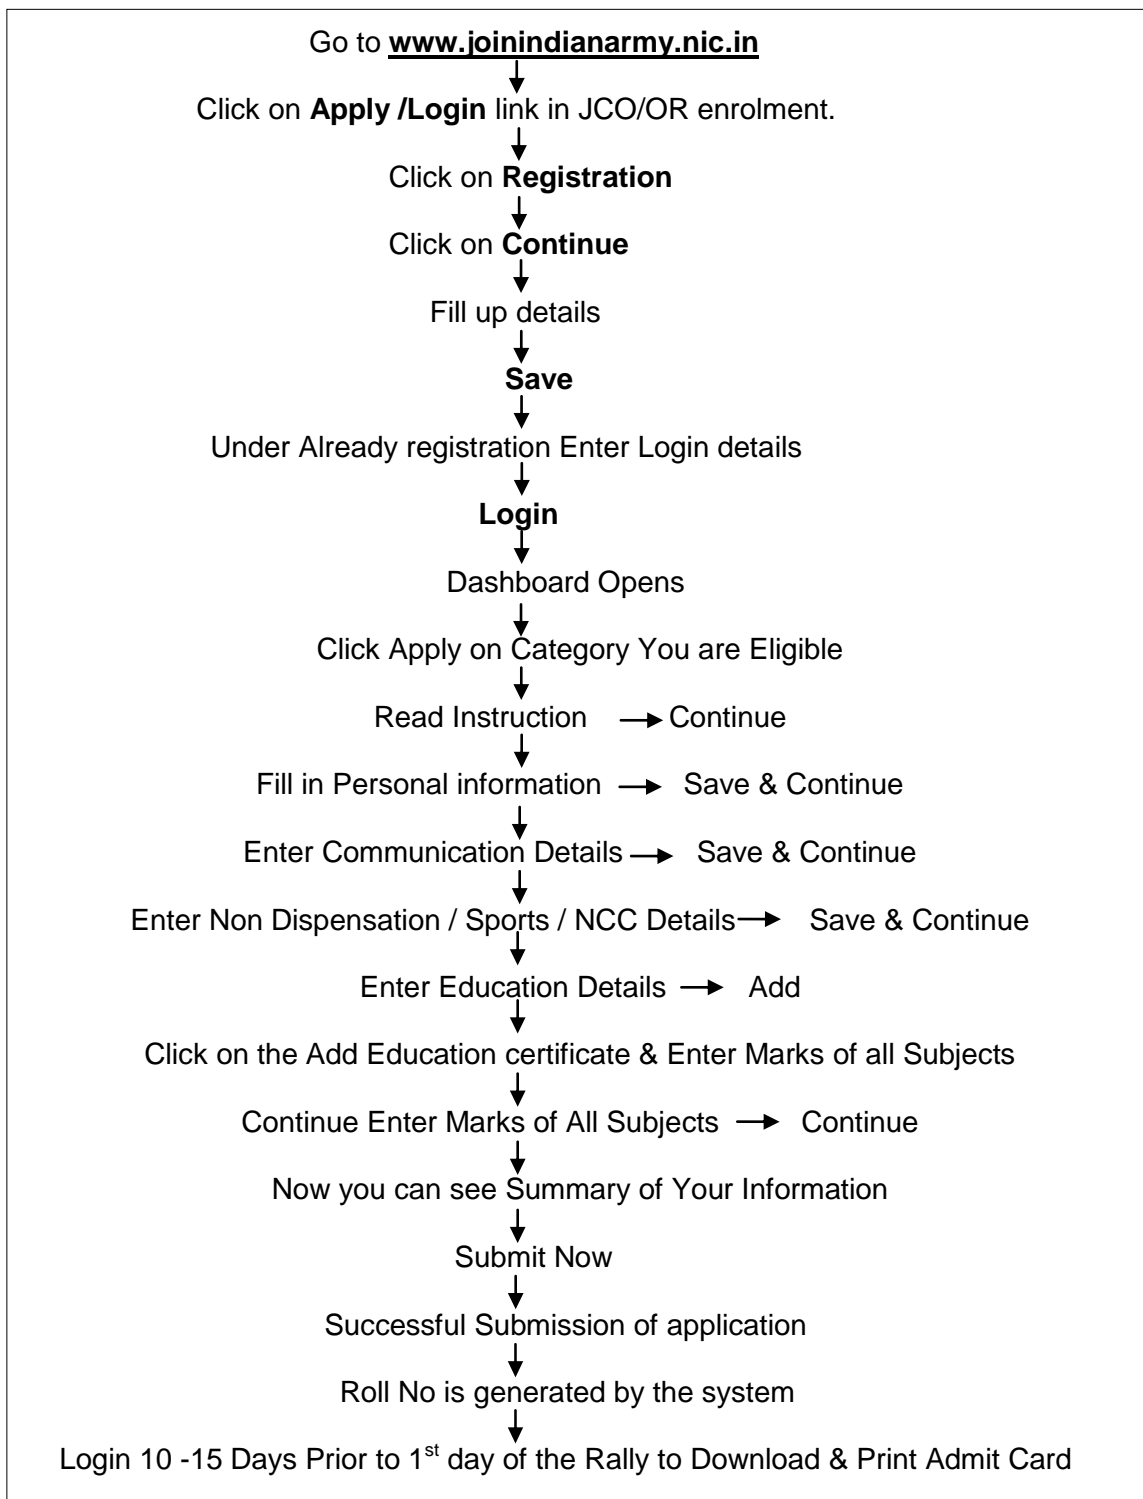 Go to www.joinindianarmy.nic.in
Click on Apply /Login link in JCO/OR enrolment.
Click on Registration
Click on Continue
Fill up details
Save
Under Already registration Enter Login details
Login
Dashboard Opens
Click Apply on Category You are Eligible
Read Instruction → Continue
Fill in Personal information → Save & Continue
Enter Communication Details → Save & Continue
Enter Non Dispensation / Sports / NCC Details → Save & Continue
Enter Education Details → Add
Click on the Add Education certificate & Enter Marks of all Subjects
Continue Enter Marks of All Subjects → Continue
Now you can see Summary of Your Information
Submit Now
Successful Submission of application
Roll No is generated by the system
Login 10 -15 Days Prior to 1st day of the Rally to Download & Print Admit Card